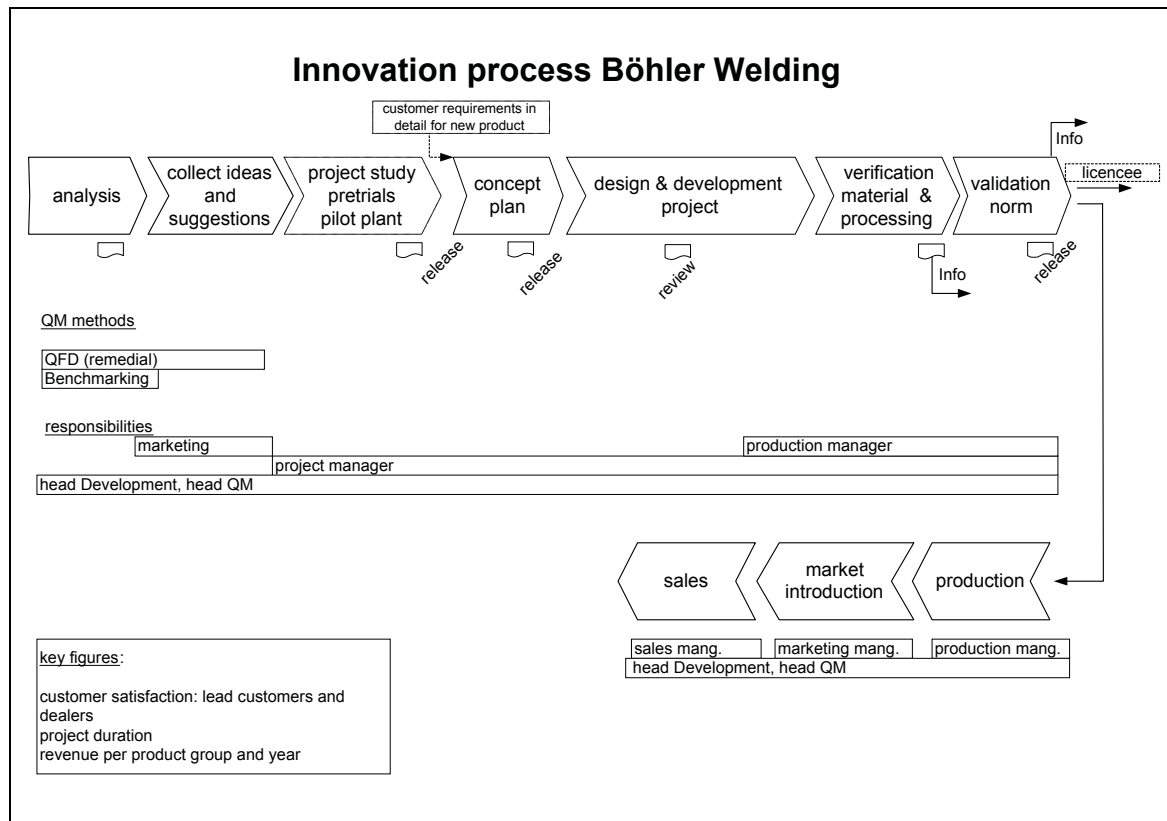 Innovation process Böhler Welding
customer requirements in
detail for new product
Info
licencee
analysis
collect ideas
and
suggestions
project study
pretrials
pilot plant
concept
plan
design & development
project
verification
material &
processing
validation
norm
release
release
review
Info
release
QM methods
QFD (remedial)
Benchmarking
responsibilities
marketing
production manager
project manager
head Development, head QM
sales
market
introduction
production
sales mang.
marketing mang.
production mang.
head Development, head QM
key figures:
customer satisfaction: lead customers and
dealers
project duration
revenue per product group and year